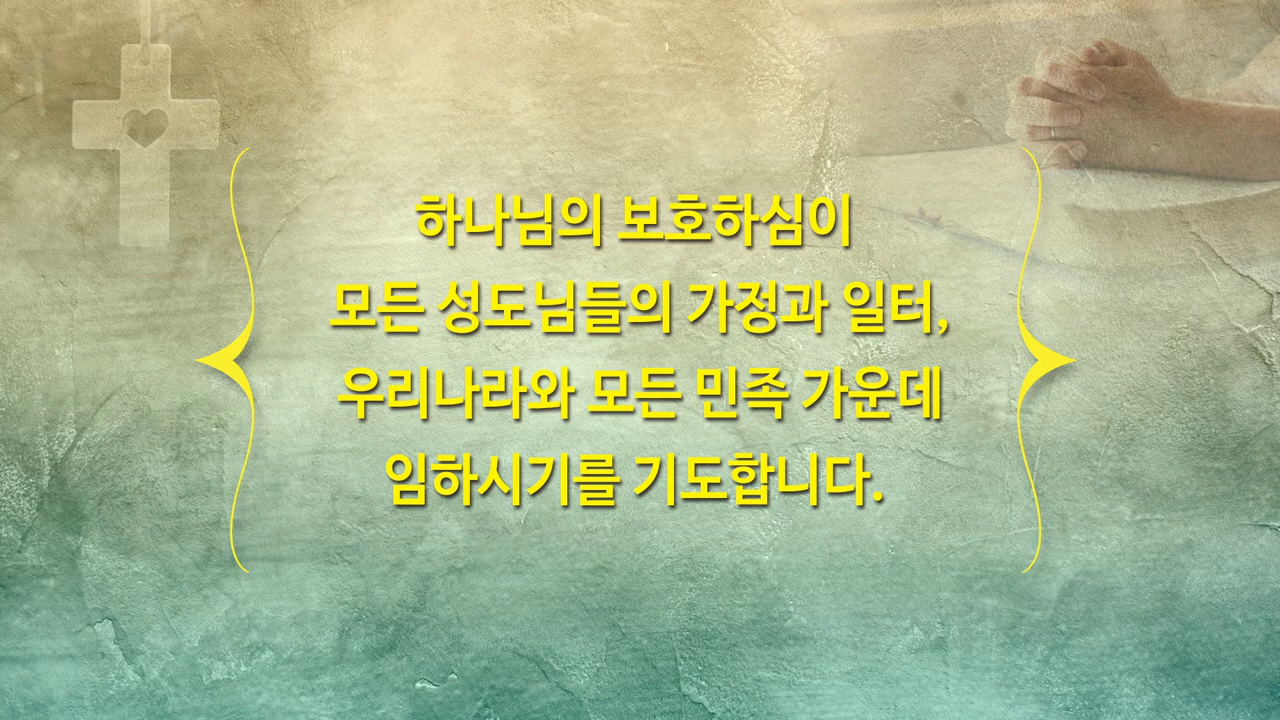 하나님의 보호하심이
모든 성도님들의 가정과 일터,
우리나라와 모든 민족 가운데
임하시기를 기도합니다.